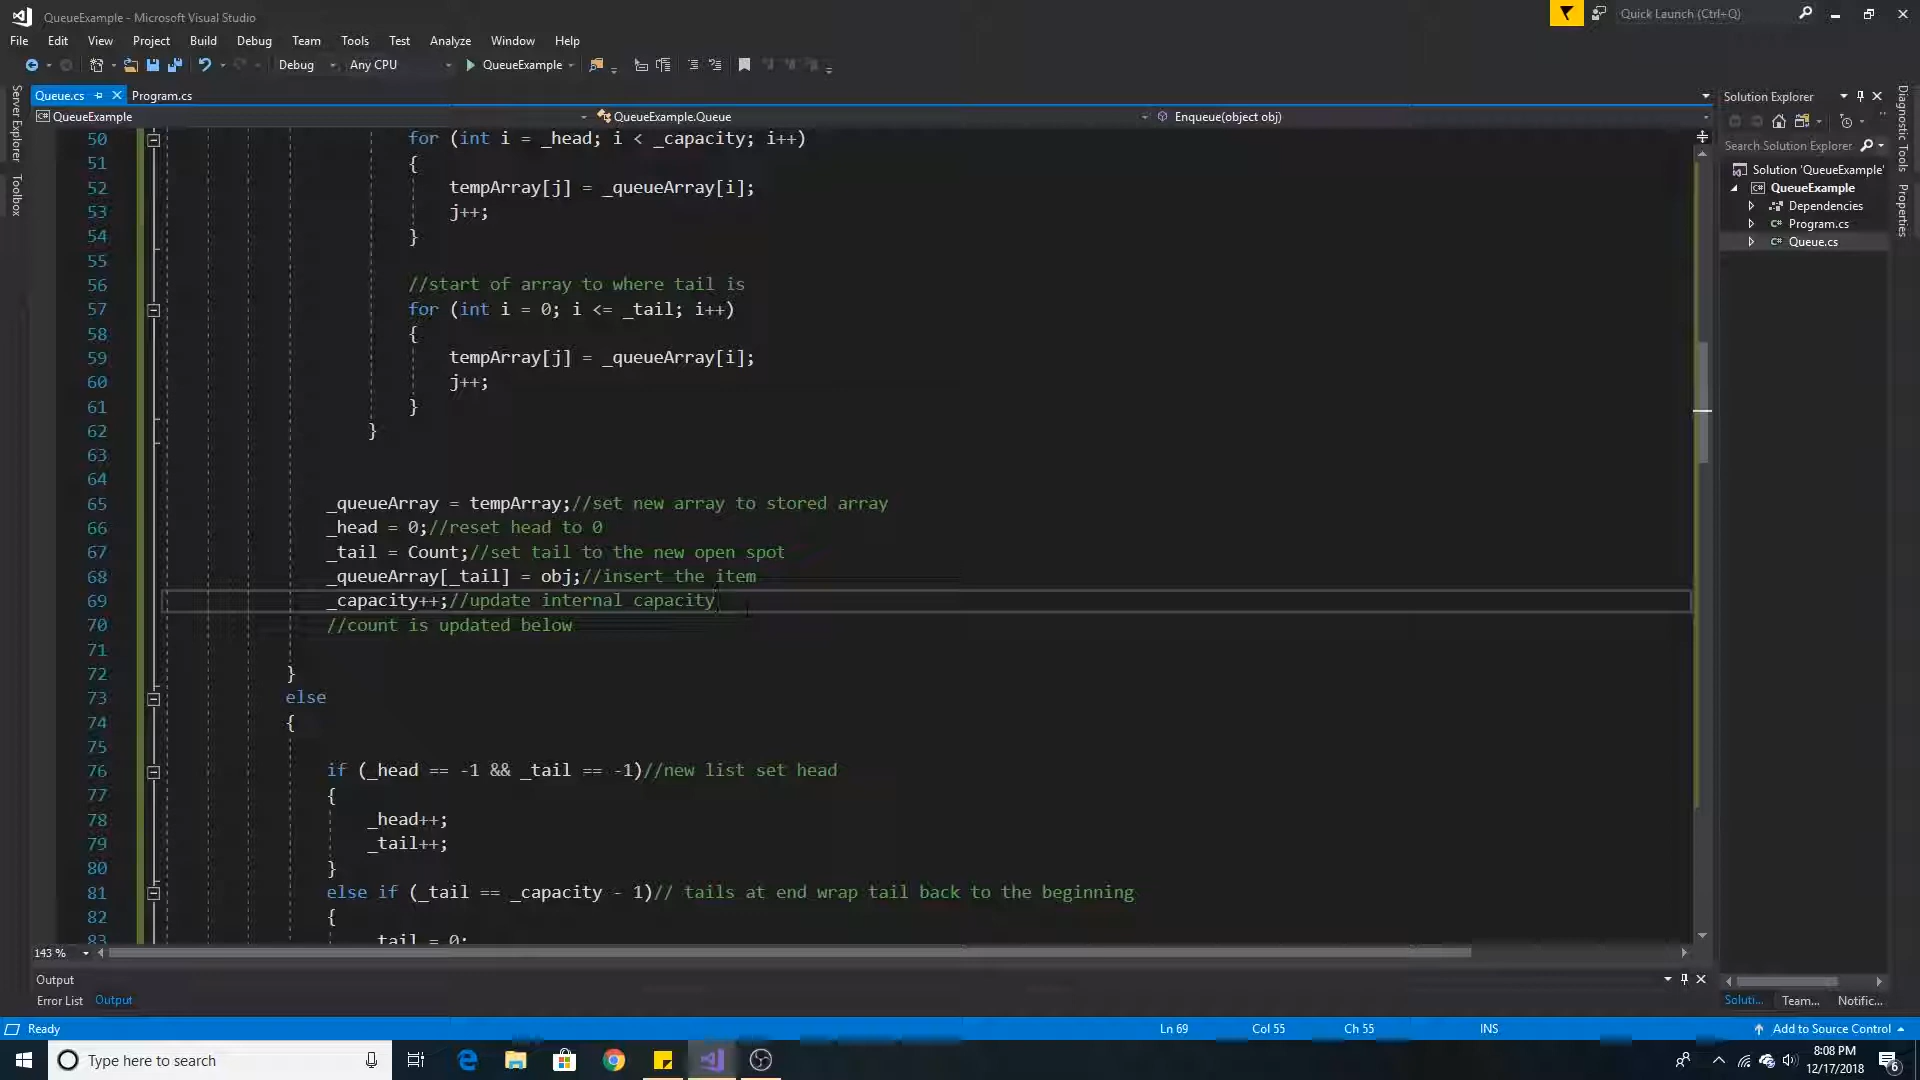 QueueExample - Microsoft Visual Studio
Quick Launch (Ctrl+Q)
File Edit View Project Build Debug Team Tools Test Analyze Window Help
Debug Any CPU QueueExample
Server Explorer
Toolbox
Queue.cs Program.cs
QueueExample QueueExample.Queue Enqueue(object obj)
50 for (int i = _head; i < _capacity; i++)
51 {
52 tempArray[j] = _queueArray[i];
53 j++;
54 }
55
56 //start of array to where tail is
57 for (int i = 0; i <= _tail; i++)
58 {
59 tempArray[j] = _queueArray[i];
60 j++;
61 }
62 }
63
64
65 _queueArray = tempArray;//set new array to stored array
66 _head = 0;//reset head to 0
67 _tail = Count;//set tail to the new open spot
68 _queueArray[_tail] = obj;//insert the item
69 _capacity++;//update internal capacity
70 //count is updated below
71
72 }
73 else
74 {
75
76 if (_head == -1 && _tail == -1)//new list set head
77 {
78 _head++;
79 _tail++;
80 }
81 else if (_tail == _capacity - 1)// tails at end wrap tail back to the beginning
82 {
83 _tail = 0;
143 %
Solution Explorer
Search Solution Explorer
Solution 'QueueExample'
QueueExample
Dependencies
C# Program.cs
C# Queue.cs
Soluti... Team... Notific...
Diagnostic Tools
Properties
Output
Error List Output
Ready Ln 69 Col 55 Ch 55 INS Add to Source Control
Type here to search
8:08 PM
12/17/2018
6